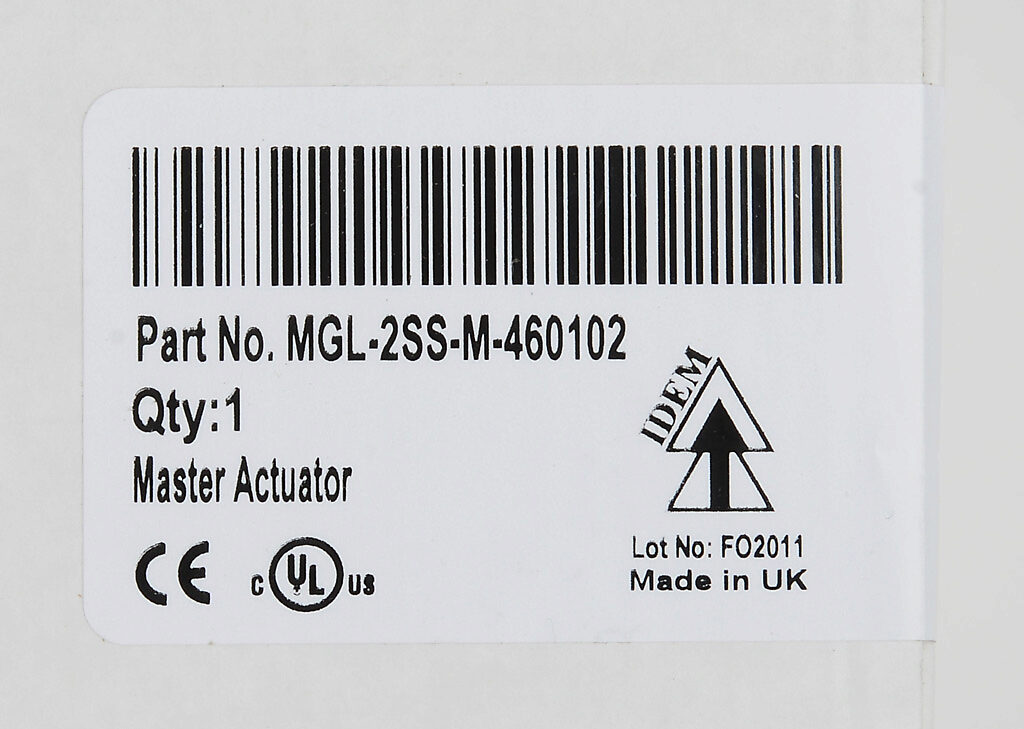 Part No. MGL-2SS-M-460102
Qty:1
Master Actuator
IDEM
CE
C UL US
Lot No: FO2011
Made in UK